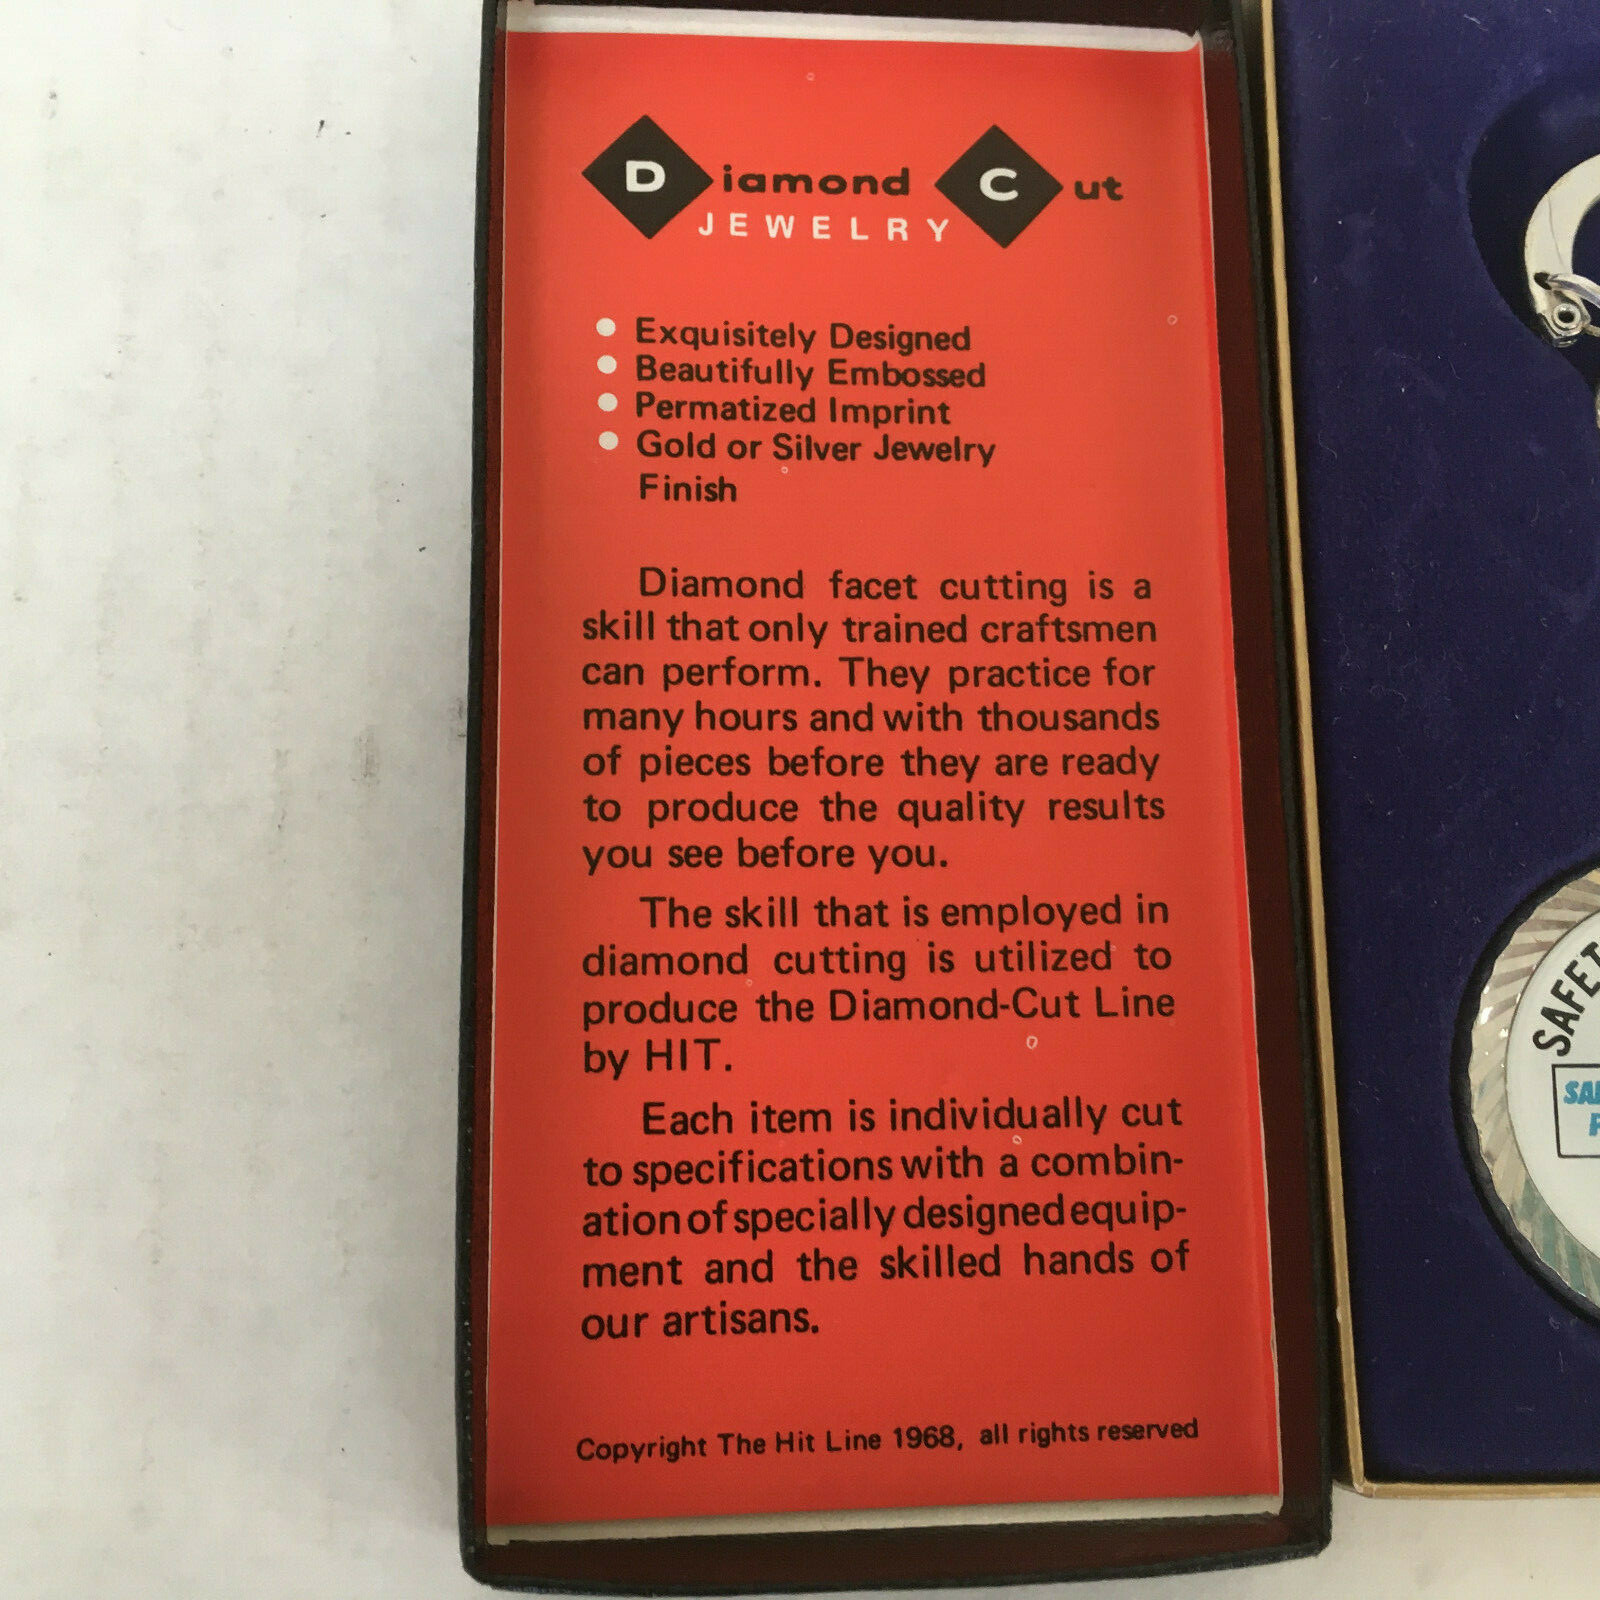 Diamond Cut
JEWELRY
Exquisitely Designed
Beautifully Embossed
Permatized Imprint
Gold or Silver Jewelry
Finish
Diamond facet cutting is a
skill that only trained craftsmen
can perform. They practice for
many hours and with thousands
of pieces before they are ready
to produce the quality results
you see before you.
The skill that is employed in
diamond cutting is utilized to
produce the Diamond-Cut Line
by HIT.
Each item is individually cut
to specifications with a combin-
ation of specially designed equip-
ment and the skilled hands of
our artisans.
Copyright The Hit Line 1968, all rights reserved